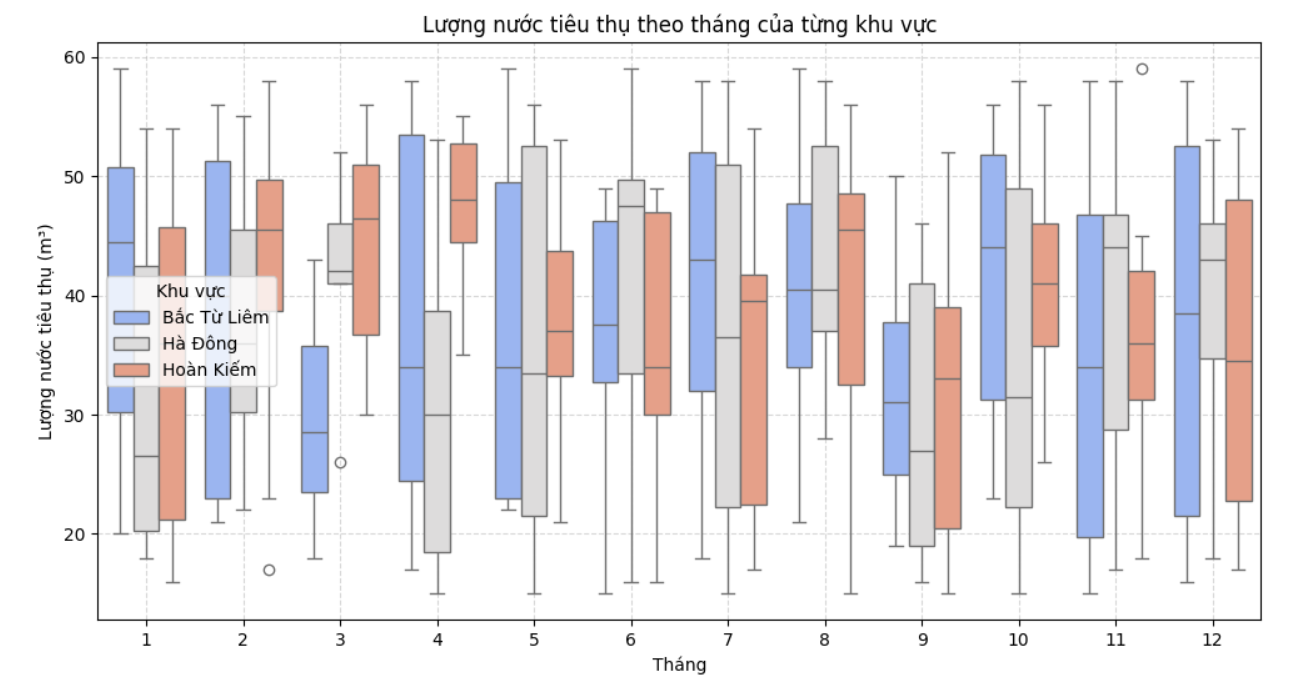 Lượng nước tiêu thụ theo tháng của từng khu vực
Lượng nước tiêu thụ (m³)
60
50
40
30
20
Khu vực
Bắc Từ Liêm
Hà Đông
Hoàn Kiếm
1 2 3 4 5 6 7 8 9 10 11 12
Tháng